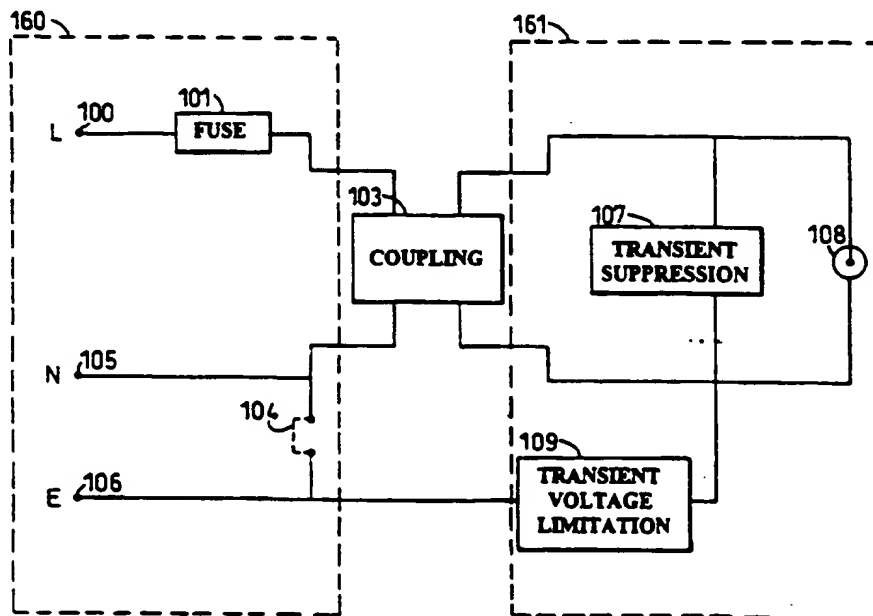 160
161
100
101
L
FUSE
103
COUPLING
107
TRANSIENT
SUPPRESSION
108
105
N
104
109
TRANSIENT
VOLTAGE
LIMITATION
106
E